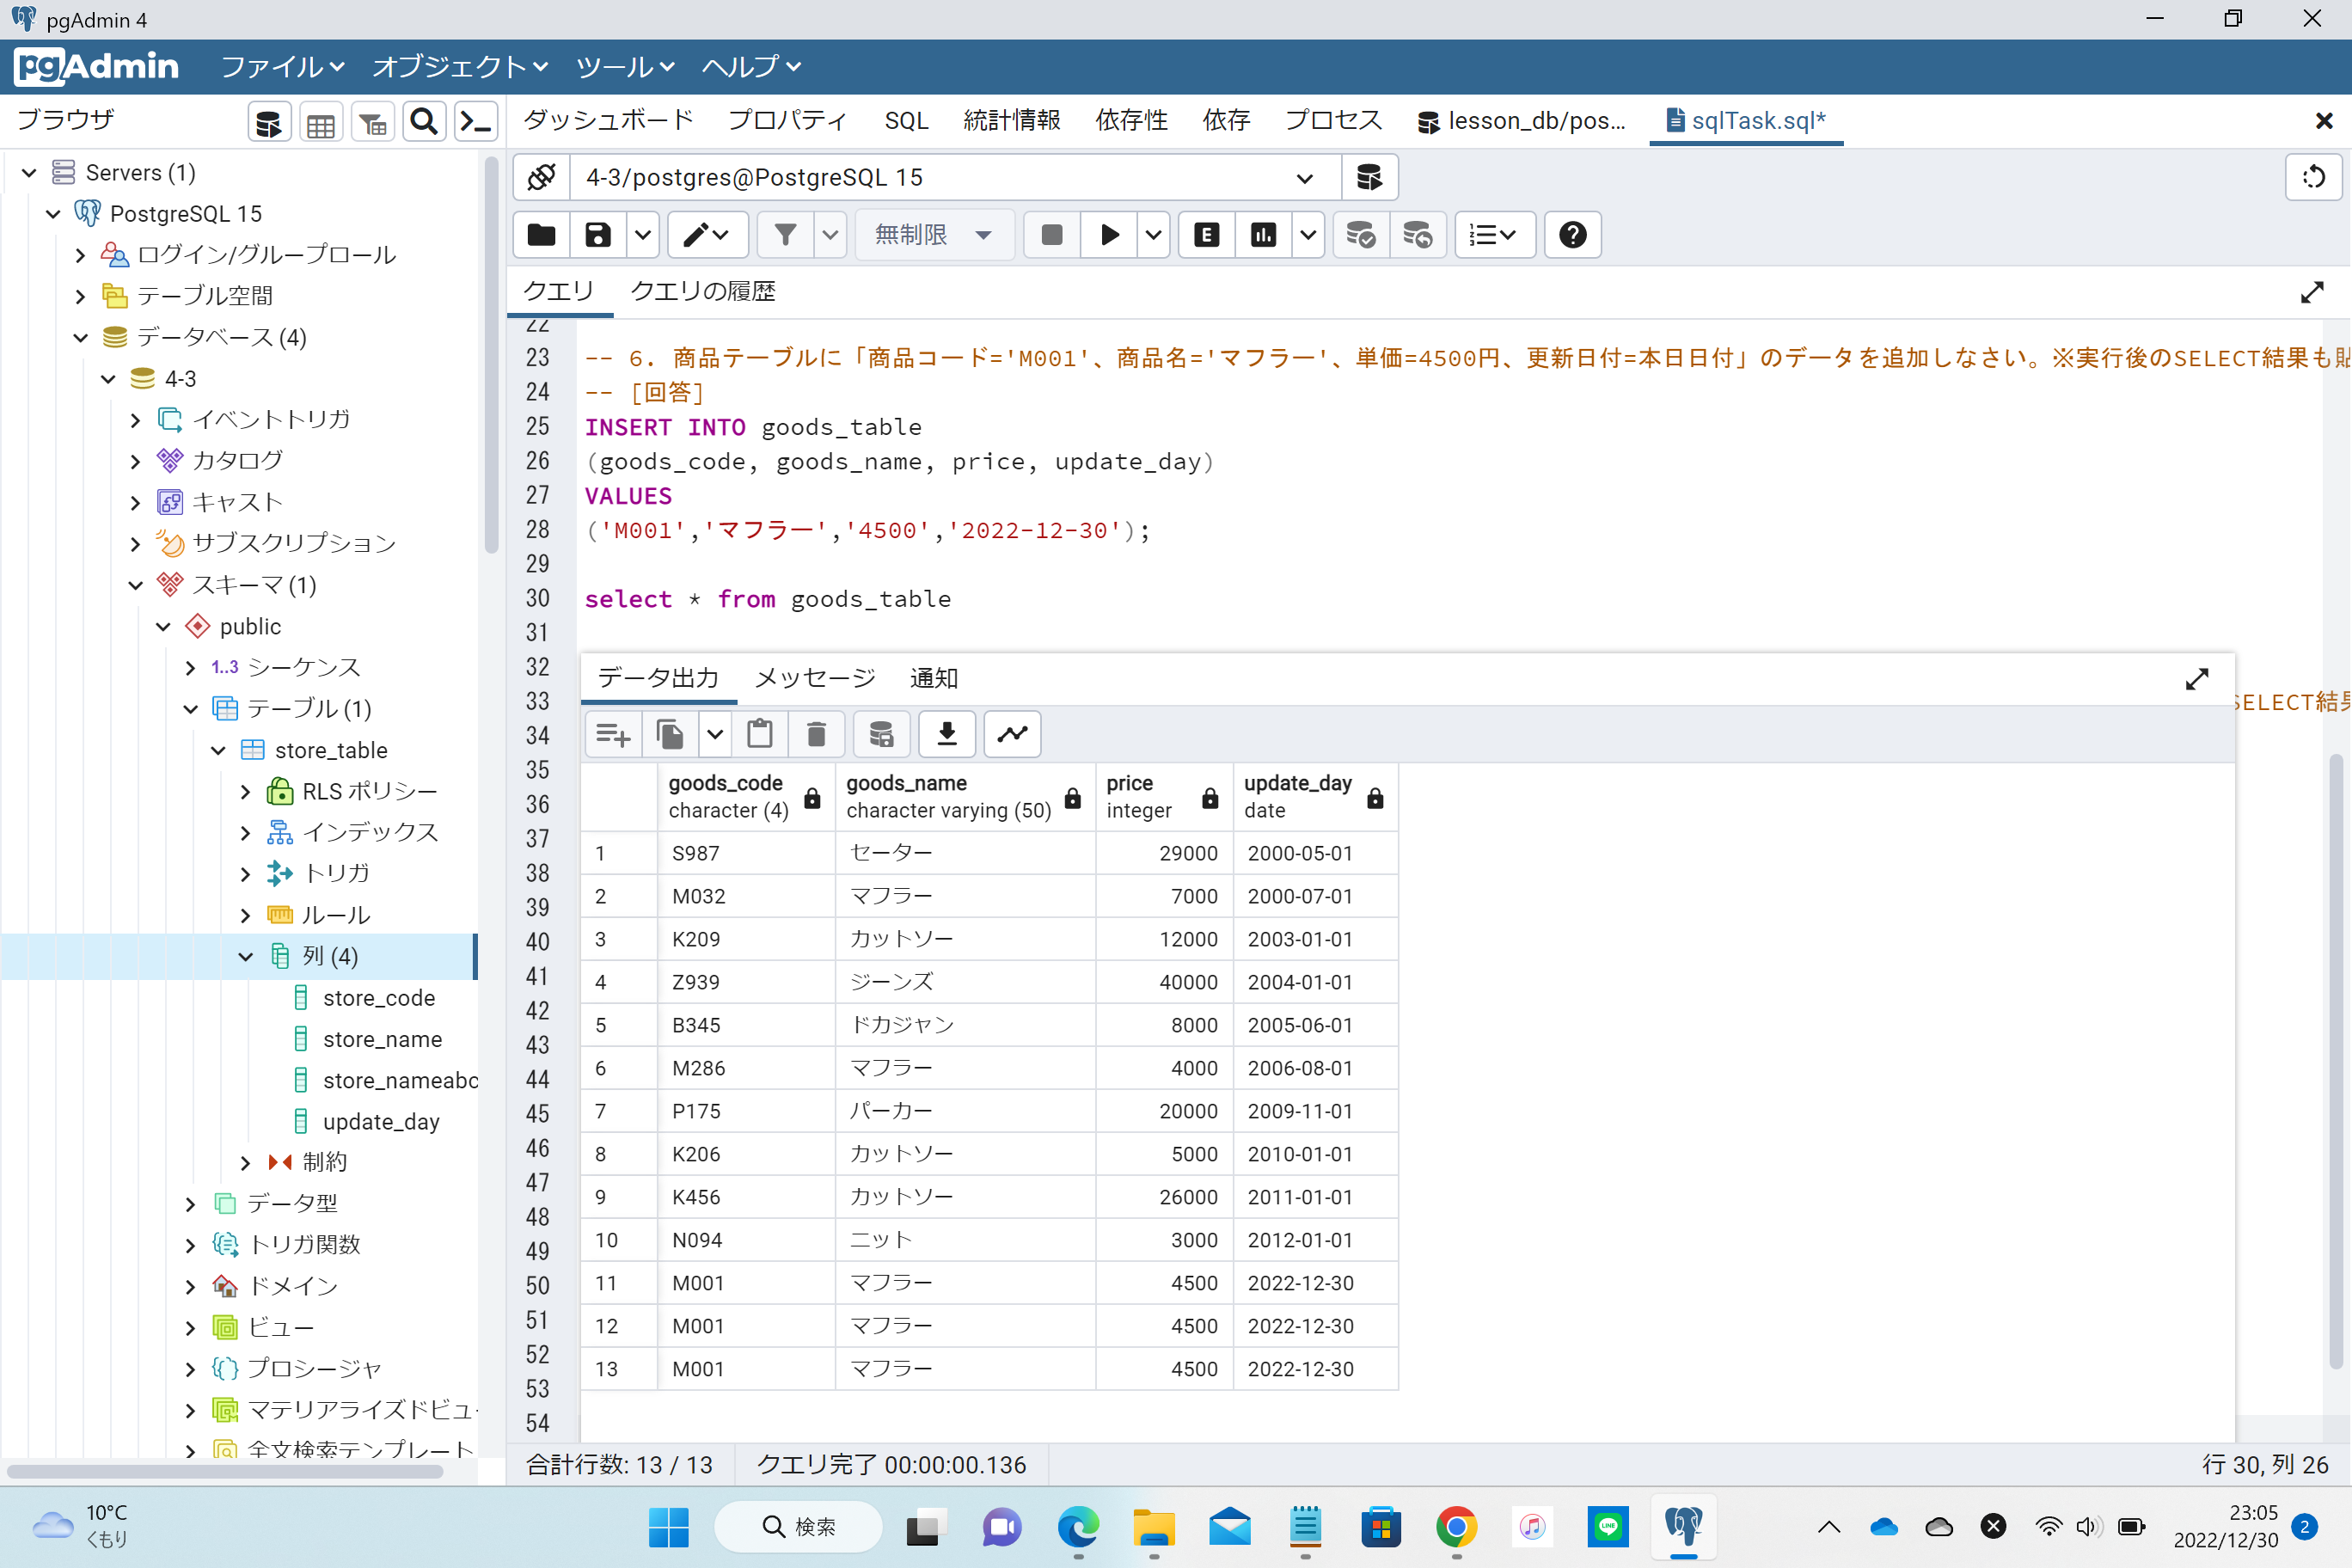 pgAdmin 4
pgAdmin
ファイル オブジェクト ツール ヘルプ
ブラウザ
ダッシュボード プロパティ SQL 統計情報 依存性 依存 プロセス lesson_db/pos... sqlTask.sql*
Servers (1)
PostgreSQL 15
ログイン/グループロール
テーブル空間
データベース (4)
4-3
イベントトリガ
カタログ
キャスト
サブスクリプション
スキーマ (1)
public
1..3 シーケンス
テーブル (1)
store_table
RLS ポリシー
インデックス
トリガ
ルール
列 (4)
store_code
store_name
store_nameabc
update_day
制約
データ型
トリガ関数
ドメイン
ビュー
プロシージャ
マテリアライズドビュー
全文検索テンプレート
4-3/postgres@PostgreSQL 15
無制限
E
クエリ クエリの履歴
22
23 -- 6. 商品テーブルに「商品コード='M001'、商品名='マフラー'、単価=4500円、更新日付=本日日付」のデータを追加しなさい。※実行後のSELECT結果も貼
24 -- [回答]
25 INSERT INTO goods_table
26 (goods_code, goods_name, price, update_day)
27 VALUES
28 ('M001','マフラー','4500','2022-12-30');
29
30 select * from goods_table
31
32
33 SELECT結果
34
35
36
37
38
39
40
41
42
43
44
45
46
47
48
49
50
51
52
53
54
データ出力 メッセージ 通知
goods_code goods_name price update_day
character (4) character varying (50) integer date
1 S987 セーター 29000 2000-05-01
2 M032 マフラー 7000 2000-07-01
3 K209 カットソー 12000 2003-01-01
4 Z939 ジーンズ 40000 2004-01-01
5 B345 ドカジャン 8000 2005-06-01
6 M286 マフラー 4000 2006-08-01
7 P175 パーカー 20000 2009-11-01
8 K206 カットソー 5000 2010-01-01
9 K456 カットソー 26000 2011-01-01
10 N094 ニット 3000 2012-01-01
11 M001 マフラー 4500 2022-12-30
12 M001 マフラー 4500 2022-12-30
13 M001 マフラー 4500 2022-12-30
合計行数: 13 / 13 クエリ完了 00:00:00.136 行 30, 列 26
10°C
くもり
検索
LINE
23:05
2022/12/30
2